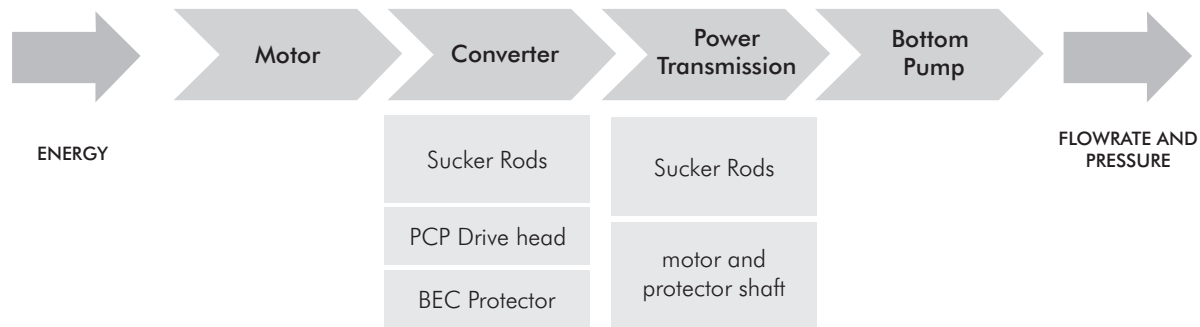 Motor
Converter
Power
Transmission
Bottom
Pump
ENERGY
FLOWRATE AND
PRESSURE
Sucker Rods
PCP Drive head
BEC Protector
Sucker Rods
motor and
protector shaft